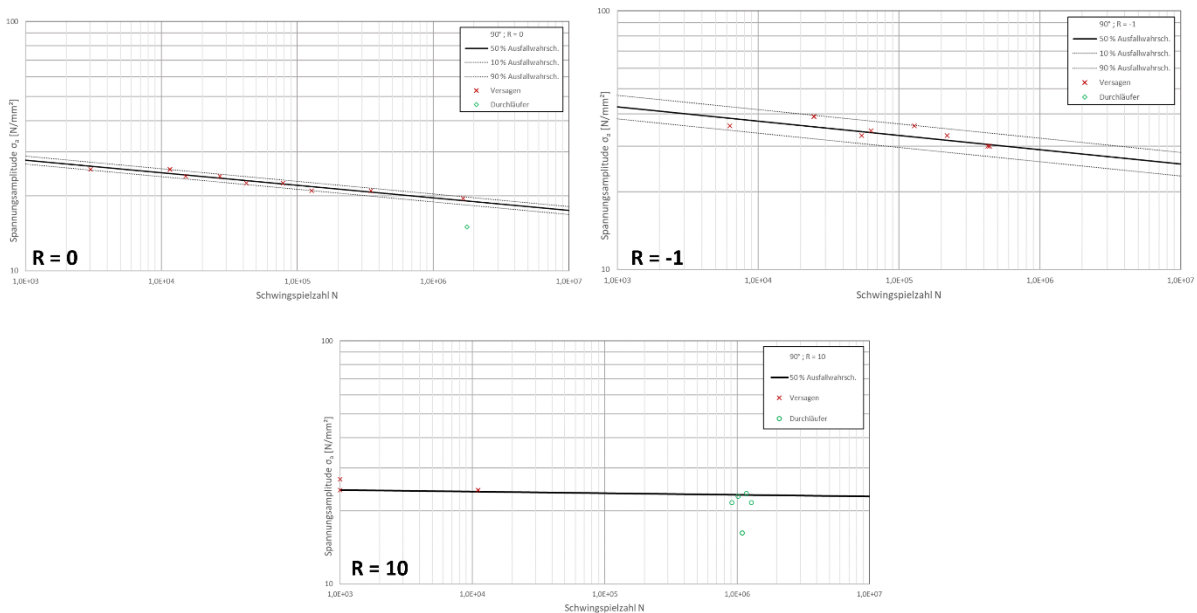 100
90° ; R = 0
50 % Ausfallwahrsch.
10 % Ausfallwahrsch.
90 % Ausfallwahrsch.
Versagen
Durchläufer
Spannungsamplitude σa [N/mm²]
R = 0
10
1,0E+03 1,0E+04 1,0E+05 1,0E+06 1,0E+07
Schwingspielzahl N
100
90° ; R = -1
50 % Ausfallwahrsch.
10 % Ausfallwahrsch.
90 % Ausfallwahrsch.
Versagen
Durchläufer
Spannungsamplitude σa [N/mm²]
R = -1
10
1,0E+03 1,0E+04 1,0E+05 1,0E+06 1,0E+07
Schwingspielzahl N
100
90° ; R = 10
50 % Ausfallwahrsch.
Versagen
Durchläufer
Spannungsamplitude σa [N/mm²]
R = 10
10
1,0E+03 1,0E+04 1,0E+05 1,0E+06 1,0E+07
Schwingspielzahl N